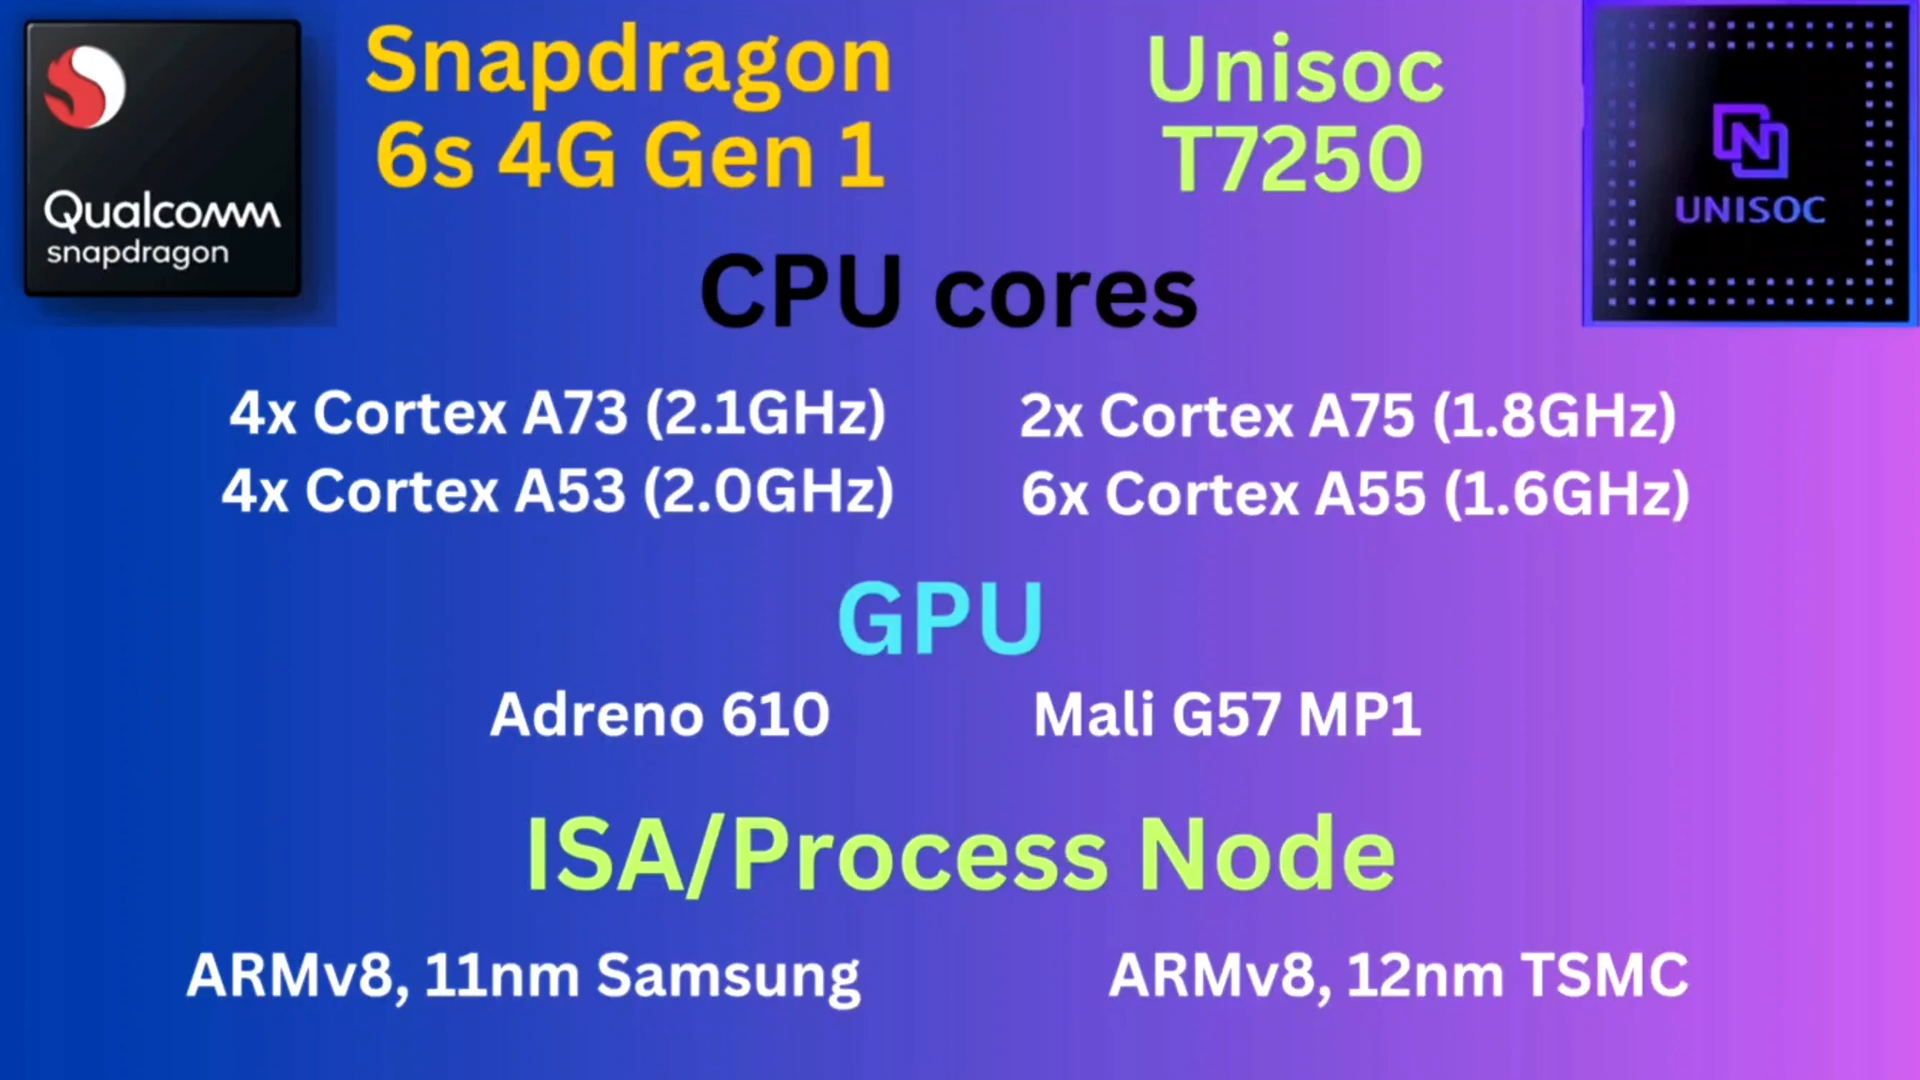 Qualcomm
snapdragon
Snapdragon
6s 4G Gen 1
Unisoc
T7250
UNISOC
CPU cores
4x Cortex A73 (2.1GHz)
2x Cortex A75 (1.8GHz)
4x Cortex A53 (2.0GHz)
6x Cortex A55 (1.6GHz)
GPU
Adreno 610
Mali G57 MP1
ISA/Process Node
ARMv8, 11nm Samsung
ARMv8, 12nm TSMC